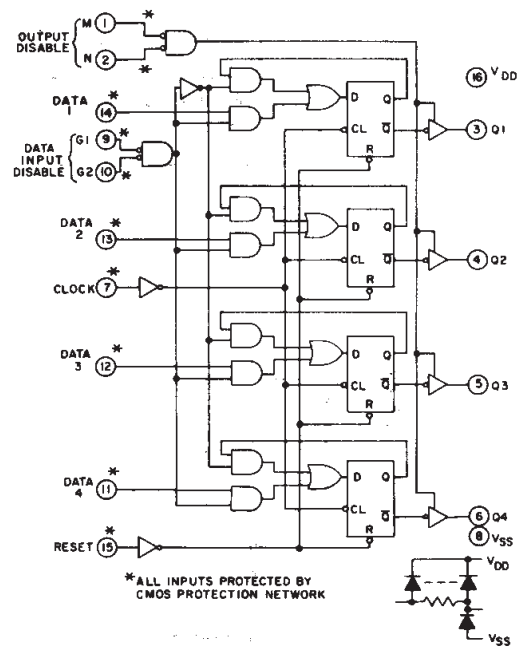 OUTPUT DISABLE
M 1 *
N 2 *
16 VDD
DATA 1 14 *
DATA INPUT DISABLE
G1 9 *
G2 10 *
D Q
CL Q̅
R
3 Q1
DATA 2 13 *
D Q
CL Q̅
R
4 Q2
CLOCK 7 *
DATA 3 12 *
D Q
CL Q̅
R
5 Q3
DATA 4 11 *
D Q
CL Q̅
R
6 Q4
8 VSS
RESET 15 *
*ALL INPUTS PROTECTED BY
CMOS PROTECTION NETWORK
VDD
VSS